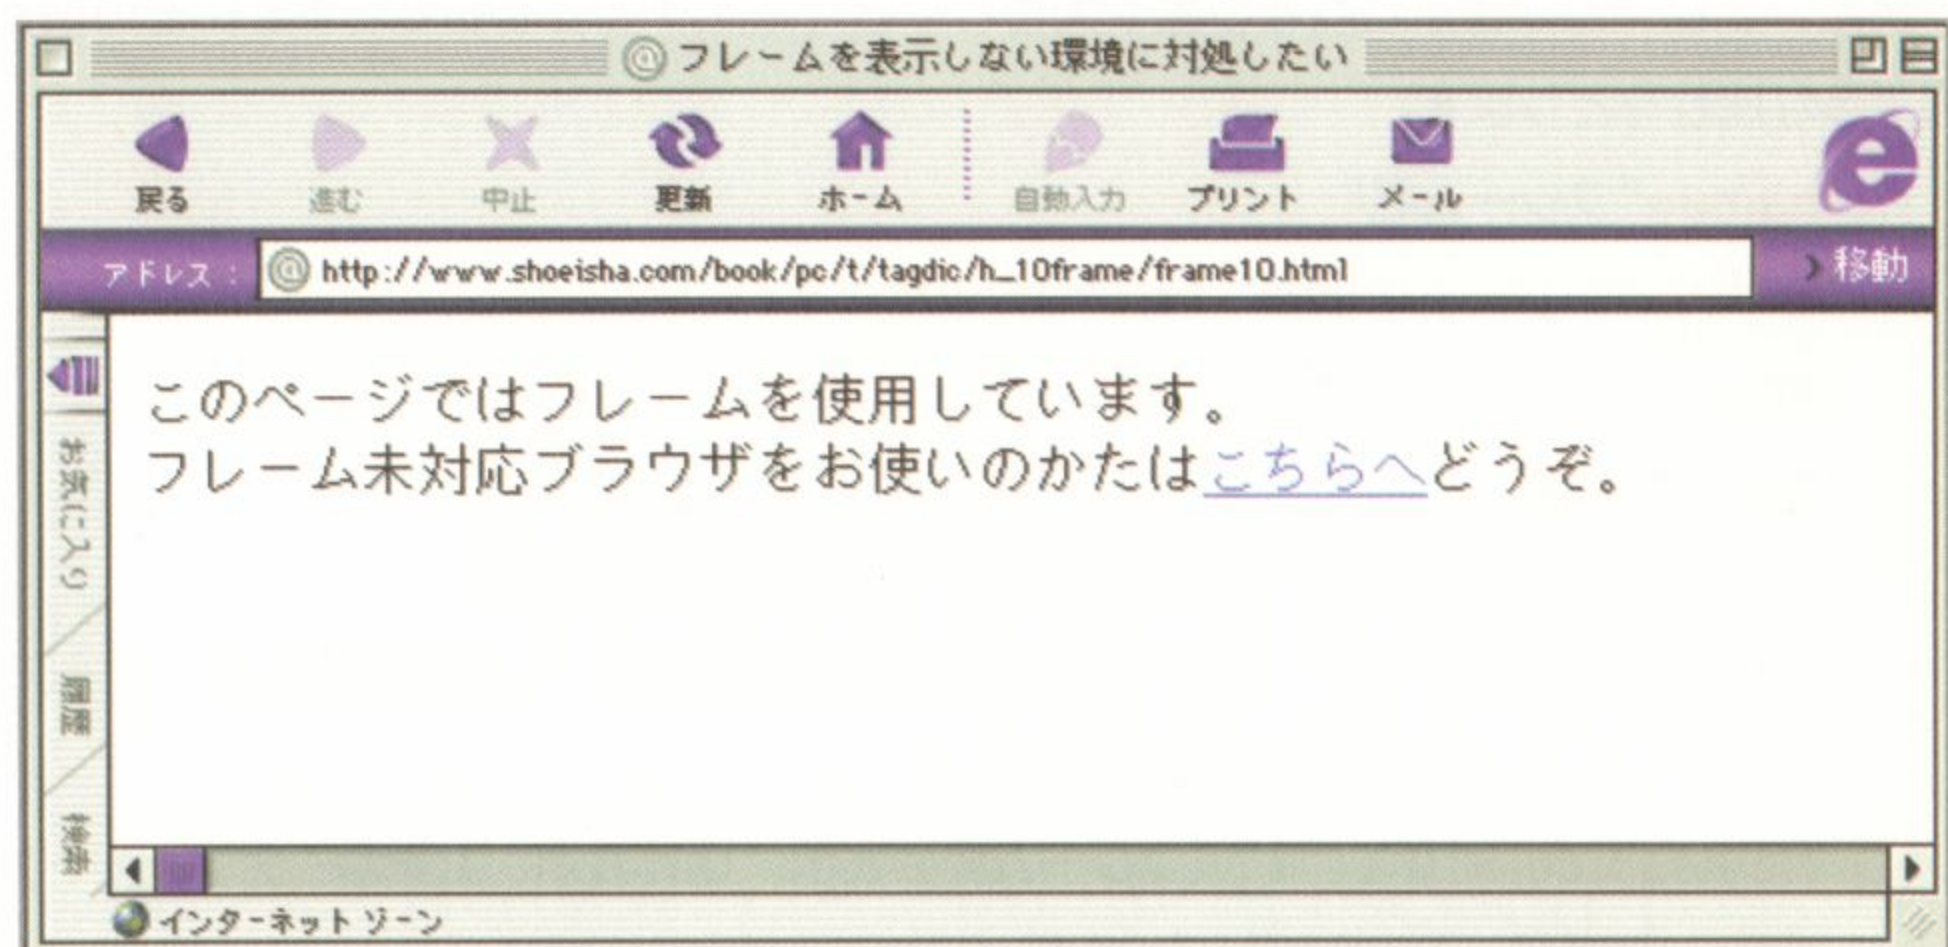 フレームを表示しない環境に対処したい
戻る 進む 中止 更新 ホーム 自動入力 プリント メール
アドレス： http://www.shoeisha.com/book/pc/t/tagdic/h_10frame/frame10.html 移動
このページではフレームを使用しています。
フレーム未対応ブラウザをお使いのかたはこちらへどうぞ。
お気に入り
履歴
検索
インターネット ゾーン